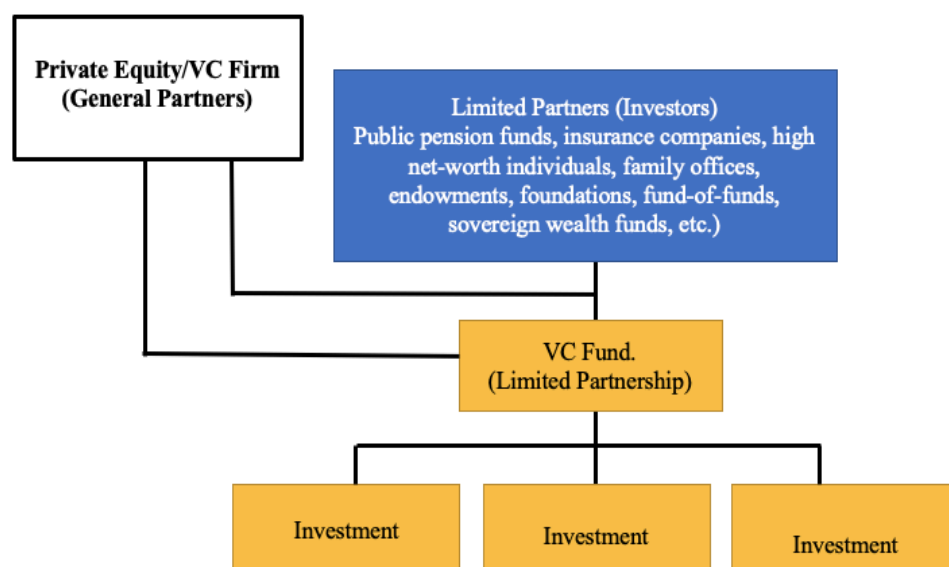 Private Equity/VC Firm
(General Partners)
Limited Partners (Investors)
Public pension funds, insurance companies, high
net-worth individuals, family offices,
endowments, foundations, fund-of-funds,
sovereign wealth funds, etc.)
VC Fund.
(Limited Partnership)
Investment
Investment
Investment